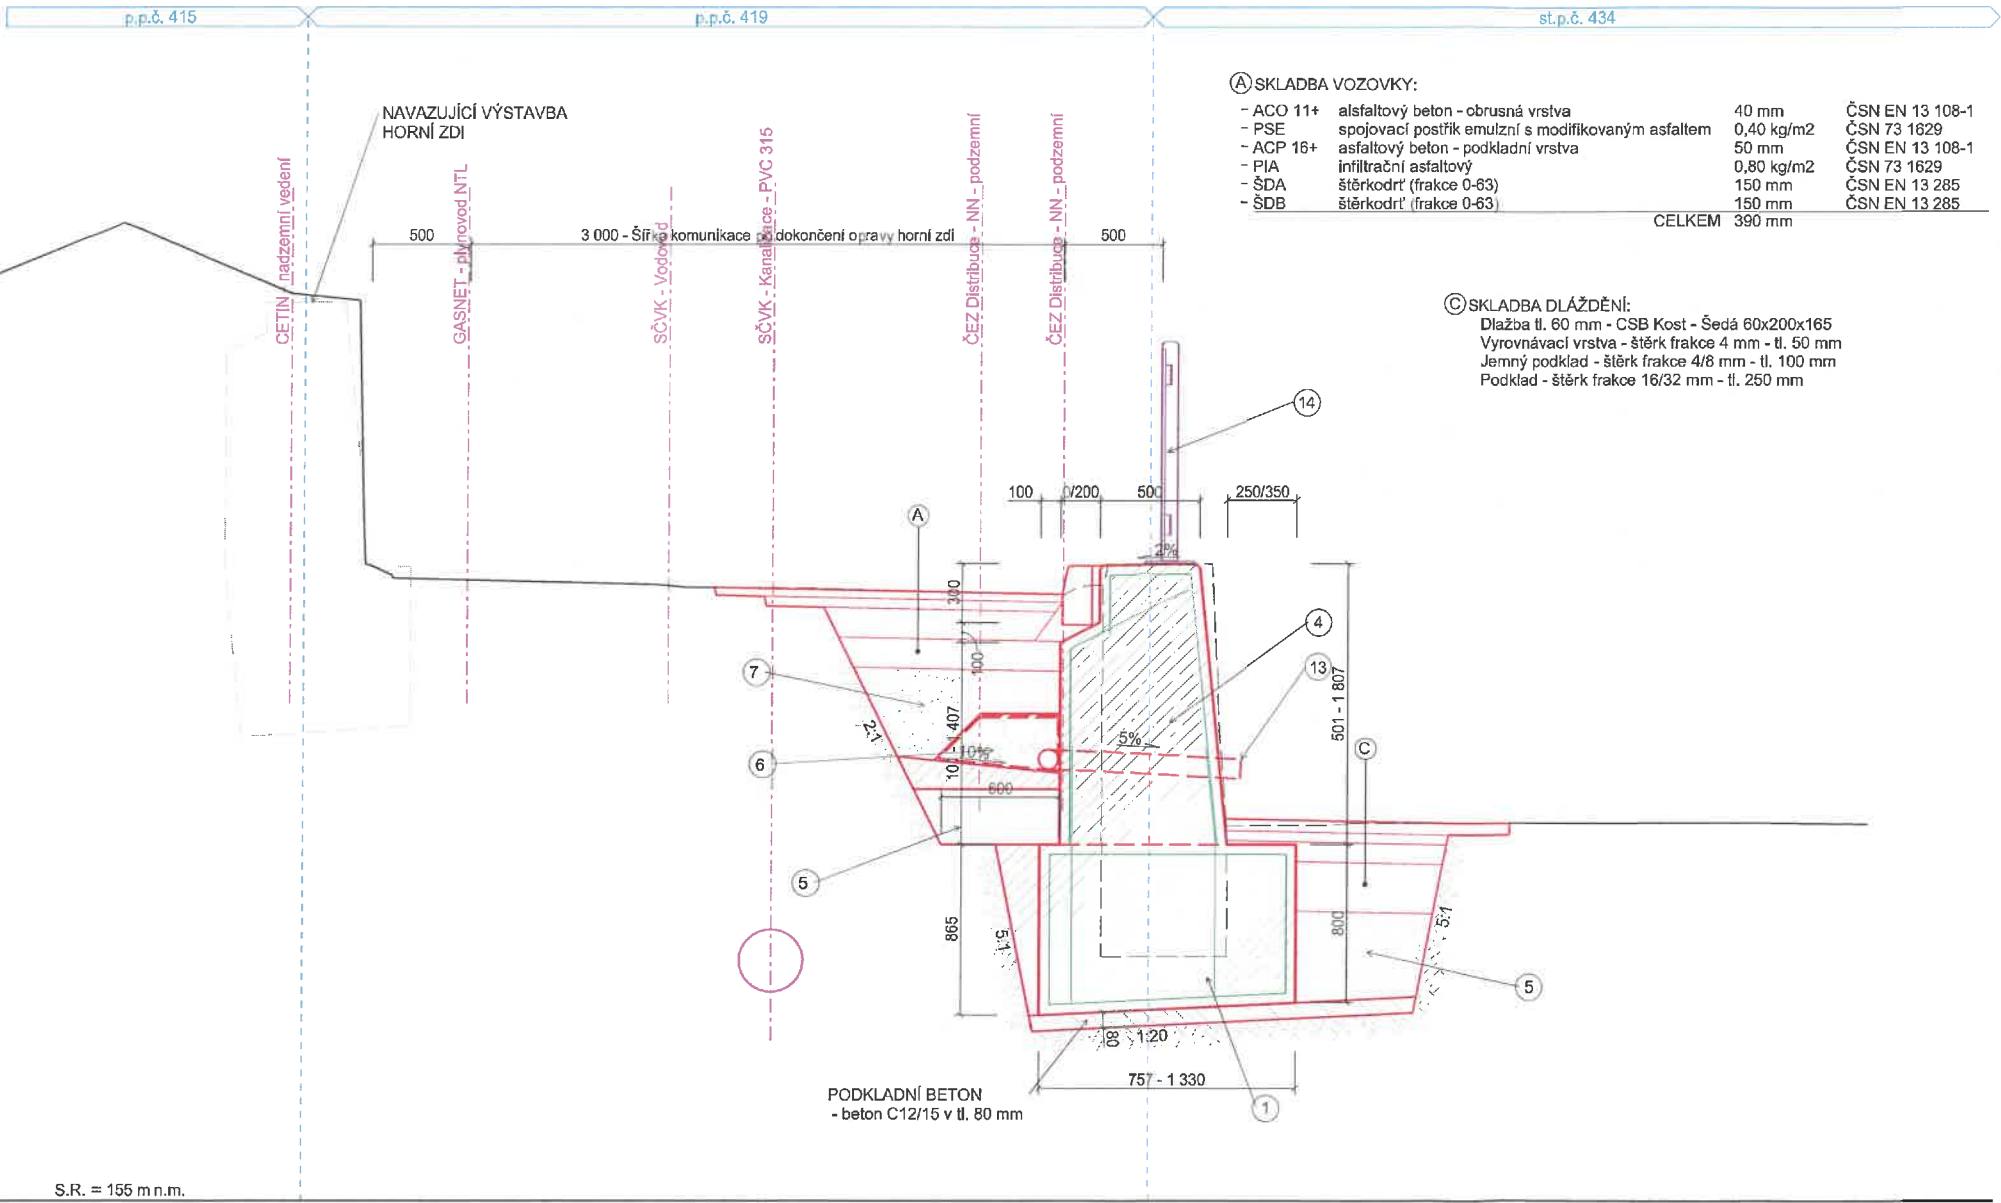 p.p.č. 415
p.p.č. 419
st.p.č. 434
NAVAZUJÍCÍ VÝSTAVBA
HORNÍ ZDI
A SKLADBA VOZOVKY:
- ACO 11+ alsfaltový beton - obrusná vrstva 40 mm ČSN EN 13 108-1
- PSE spojovací postřik emulzní s modifikovaným asfaltem 0,40 kg/m2 ČSN 73 1629
- ACP 16+ asfaltový beton - podkladní vrstva 50 mm ČSN EN 13 108-1
- PIA infiltrační asfaltový 0,80 kg/m2 ČSN 73 1629
- ŠDA štěrkodrť (frakce 0-63) 150 mm ČSN EN 13 285
- ŠDB štěrkodrť (frakce 0-63) 150 mm ČSN EN 13 285
CELKEM 390 mm
C SKLADBA DLÁŽDĚNÍ:
Dlažba tl. 60 mm - CSB Kost - Šedá 60x200x165
Vyrovnávací vrstva - štěrk frakce 4 mm - tl. 50 mm
Jemný podklad - štěrk frakce 4/8 mm - tl. 100 mm
Podklad - štěrk frakce 16/32 mm - tl. 250 mm
CETIN nadzemní vedení
GASNET - plynovod NTL
SČVK - Vodovod
SČVK - Kanalizace - PVC 315
ČEZ Distribuce - NN - podzemní
ČEZ Distribuce - NN - podzemní
500
3 000 - Šířka komunikace po dokončení opravy horní zdi
500
14
100
0/200
500
250/350
A
2%
300
4
13
100
7
501 - 1 807
2:1
100 - 1 407
5%
C
6
10%
600
5
865
5:1
800
5:1
5
80
1:20
757 - 1 330
1
PODKLADNÍ BETON
- beton C12/15 v tl. 80 mm
S.R. = 155 m n.m.